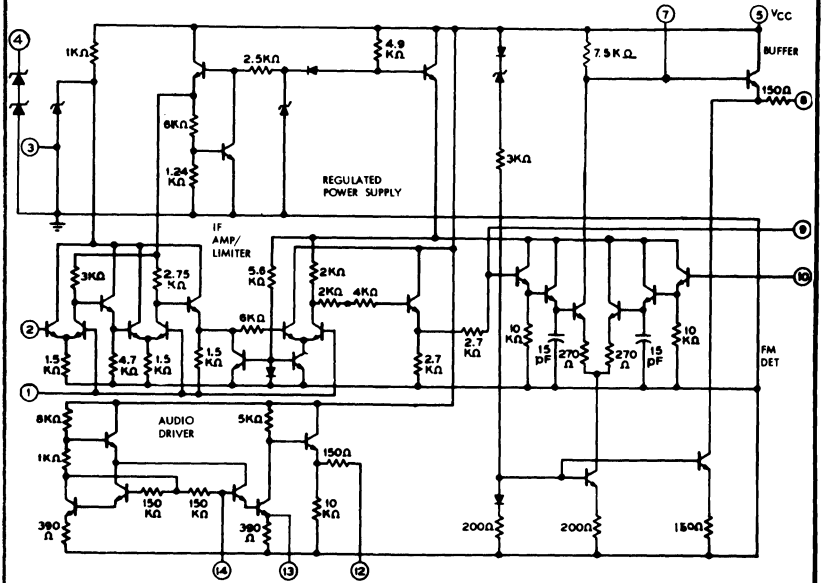 7
5 VCC
4
1KΩ
2.5KΩ
4.9
KΩ
7.5KΩ
BUFFER
150Ω
8
6KΩ
3
1.24
KΩ
3KΩ
REGULATED
POWER SUPPLY
IF
AMP/
LIMITER
9
3KΩ
2.75
KΩ
5.6
KΩ
2KΩ
2KΩ
4KΩ
10
2
6KΩ
1.5
KΩ
4.7
KΩ
1.5
KΩ
1.5
KΩ
2.7
KΩ
2.7
KΩ
10
KΩ
15
pF
270
Ω
270
Ω
15
pF
10
KΩ
FM
DET
1
8KΩ
AUDIO
DRIVER
5KΩ
1KΩ
150Ω
150
KΩ
150
KΩ
10
KΩ
390
Ω
390
Ω
200Ω
200Ω
150Ω
14
13
12